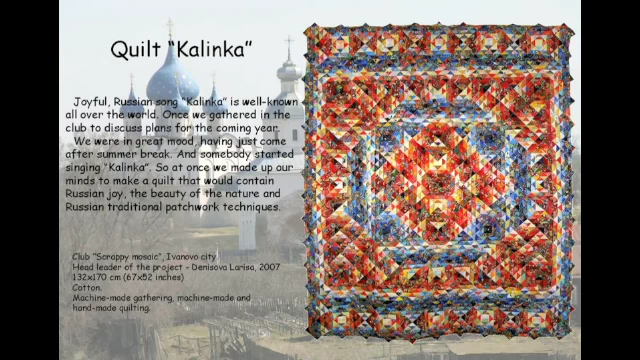 Quilt "Kalinka"
Joyful, Russian song "Kalinka" is well-known
all over the world. Once we gathered in the
club to discuss plans for the coming year.
We were in great mood, having just come
after summer break. And somebody started
singing "Kalinka". So at once we made up our
minds to make a quilt that would contain
Russian joy, the beauty of the nature and
Russian traditional patchwork techniques.
Club "Scrappy mosaic", Ivanovo city.
Head leader of the project - Denisova Larisa, 2007
132x170 cm (67x52 inches)
Cotton.
Machine-made gathering, machine-made and
hand-made quilting.